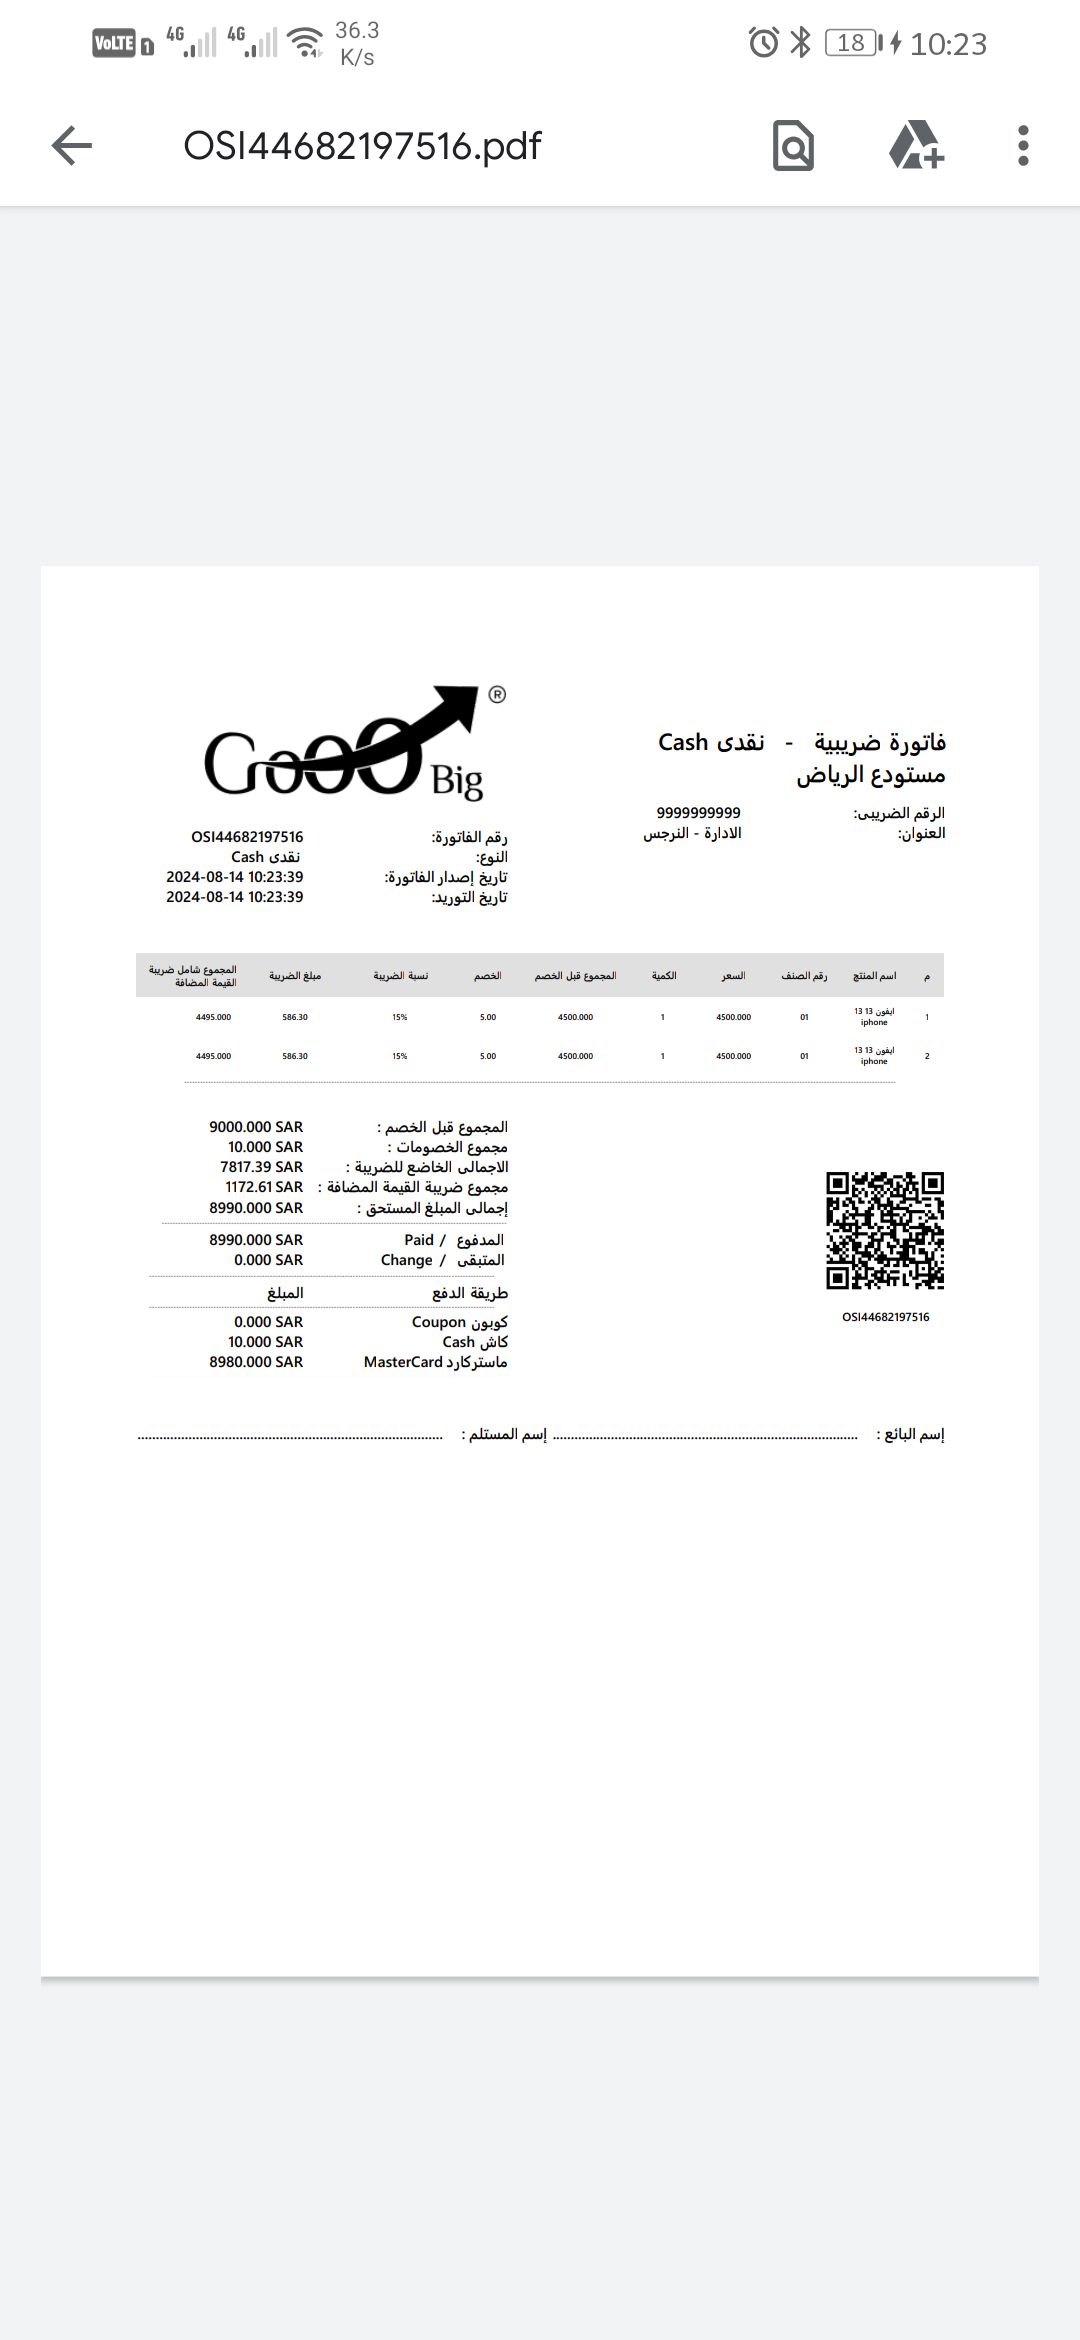 VoLTE 1 4G 4G 36.3 K/s 18 10:23
OSI44682197516.pdf
GoOO Big ®
فاتورة ضريبية - نقدى Cash
مستودع الرياض
الرقم الضريبى: 9999999999
العنوان: الادارة - النرجس
رقم الفاتورة: OSI44682197516
النوع: نقدى Cash
تاريخ إصدار الفاتورة: 2024-08-14 10:23:39
تاريخ التوريد: 2024-08-14 10:23:39
م اسم المنتج رقم الصنف السعر الكمية المجموع قبل الخصم الخصم نسبة الضريبة مبلغ الضريبة المجموع شامل ضريبة القيمة المضافة
1 ايفون 13 13 iphone 01 4500.000 1 4500.000 5.00 15% 586.30 4495.000
2 ايفون 13 13 iphone 01 4500.000 1 4500.000 5.00 15% 586.30 4495.000
المجموع قبل الخصم : 9000.000 SAR
مجموع الخصومات : 10.000 SAR
الاجمالى الخاضع للضريبة : 7817.39 SAR
مجموع ضريبة القيمة المضافة : 1172.61 SAR
إجمالى المبلغ المستحق : 8990.000 SAR
المدفوع / Paid 8990.000 SAR
المتبقى / Change 0.000 SAR
طريقة الدفع المبلغ
كوبون Coupon 0.000 SAR
كاش Cash 10.000 SAR
ماستركارد MasterCard 8980.000 SAR
OSI44682197516
إسم البائع : ........................................ إسم المستلم : ........................................